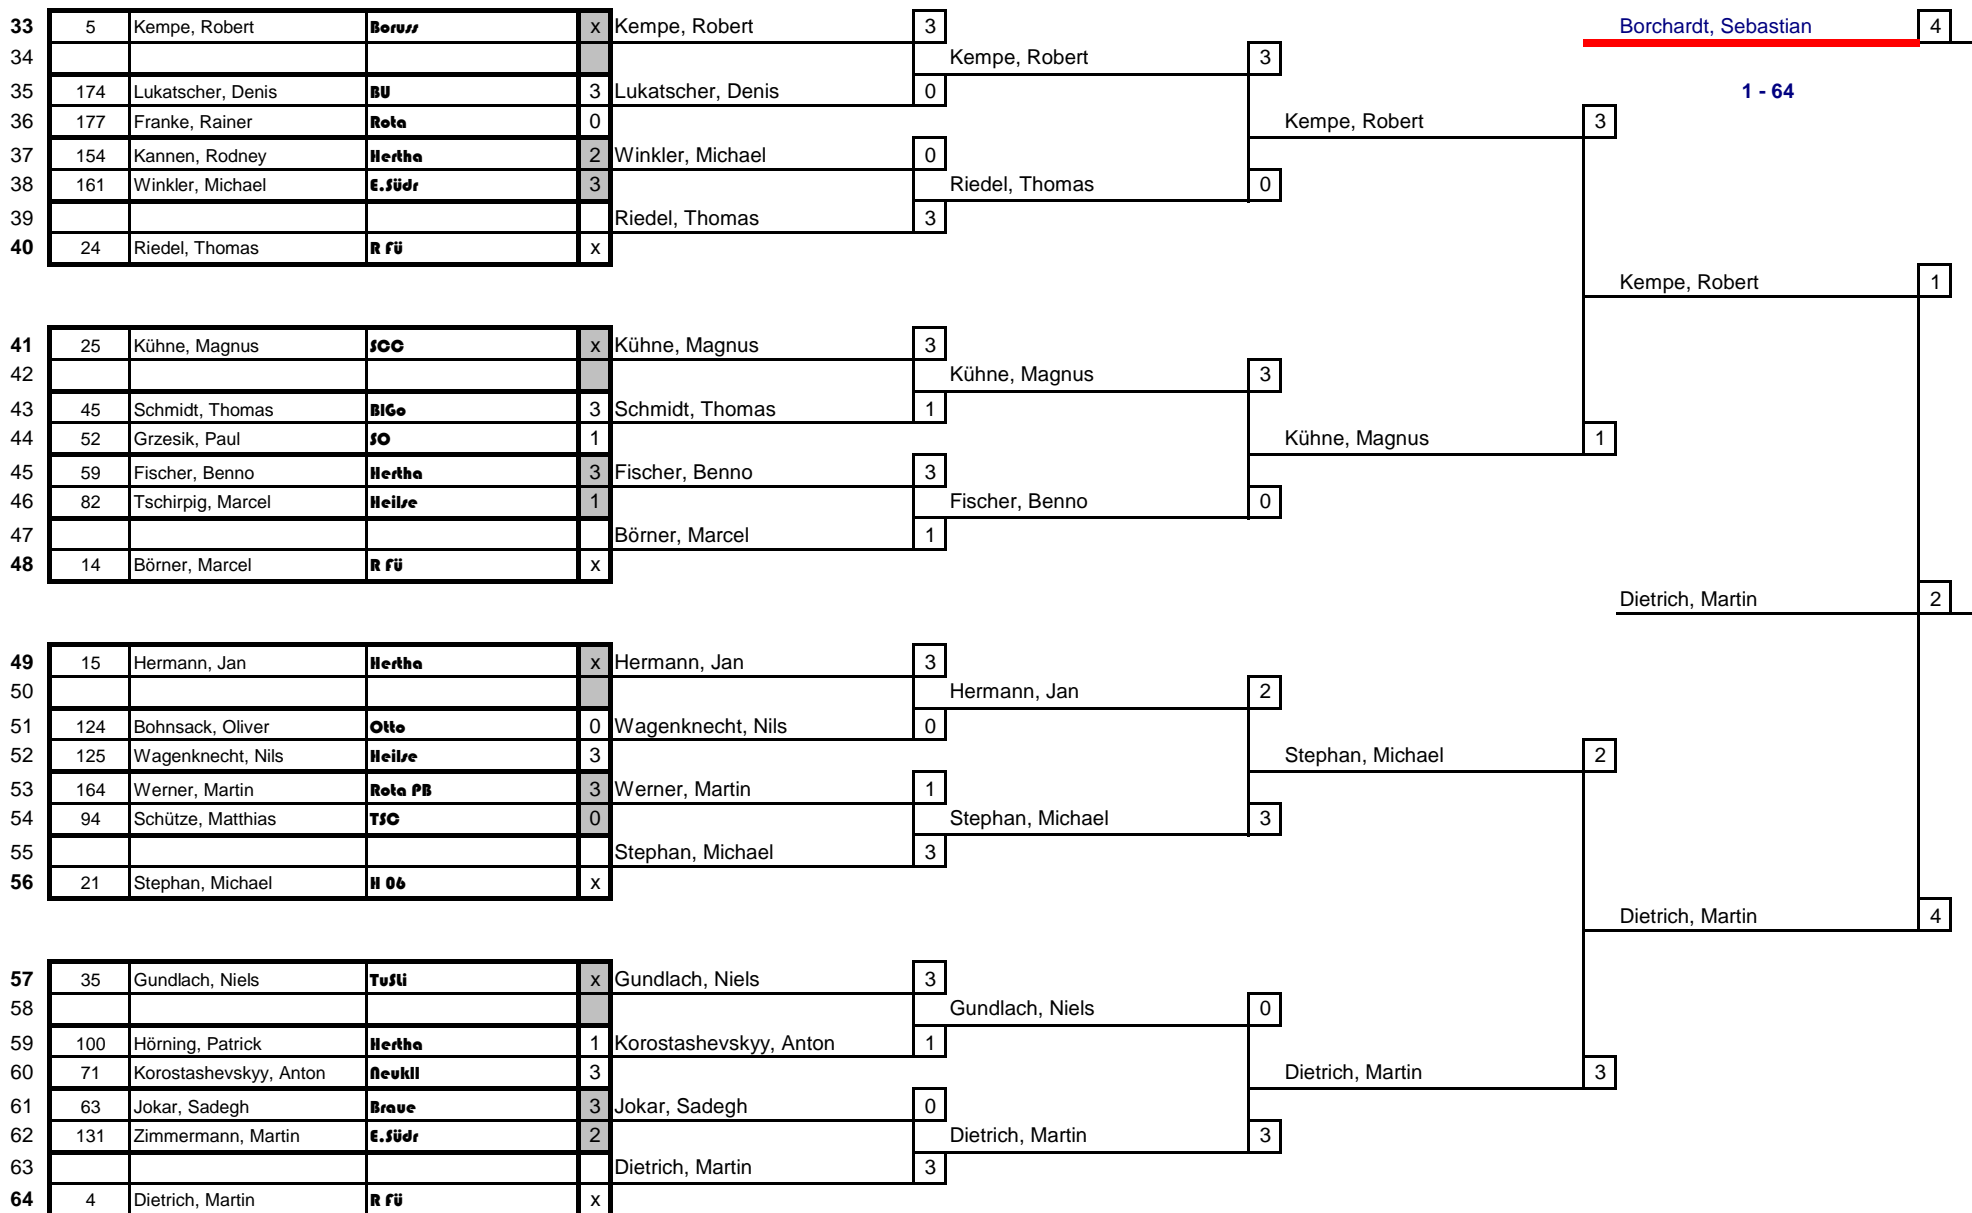 33 5 Kempe, Robert Boruss x Kempe, Robert 3 Borchardt, Sebastian 4
34 Kempe, Robert 3
35 174 Lukatscher, Denis BU 3 Lukatscher, Denis 0 1 - 64
36 177 Franke, Rainer Rota 0 Kempe, Robert 3
37 154 Kannen, Rodney Hertha 2 Winkler, Michael 0
38 161 Winkler, Michael E.Südr 3 Riedel, Thomas 0
39 Riedel, Thomas 3
40 24 Riedel, Thomas R Fü x
Kempe, Robert 1
41 25 Kühne, Magnus SCC x Kühne, Magnus 3
42 Kühne, Magnus 3
43 45 Schmidt, Thomas BIGo 3 Schmidt, Thomas 1
44 52 Grzesik, Paul SO 1 Kühne, Magnus 1
45 59 Fischer, Benno Hertha 3 Fischer, Benno 3
46 82 Tschirpig, Marcel Heilse 1 Fischer, Benno 0
47 Börner, Marcel 1
48 14 Börner, Marcel R Fü x
Dietrich, Martin 2
49 15 Hermann, Jan Hertha x Hermann, Jan 3
50 Hermann, Jan 2
51 124 Bohnsack, Oliver Otto 0 Wagenknecht, Nils 0
52 125 Wagenknecht, Nils Heilse 3 Stephan, Michael 2
53 164 Werner, Martin Rota PB 3 Werner, Martin 1
54 94 Schütze, Matthias TSC 0 Stephan, Michael 3
55 Stephan, Michael 3
56 21 Stephan, Michael H 06 x
Dietrich, Martin 4
57 35 Gundlach, Niels TuSLi x Gundlach, Niels 3
58 Gundlach, Niels 0
59 100 Hörning, Patrick Hertha 1 Korostashevskyy, Anton 1
60 71 Korostashevskyy, Anton Neukll 3 Dietrich, Martin 3
61 63 Jokar, Sadegh Brave 3 Jokar, Sadegh 0
62 131 Zimmermann, Martin E.Südr 2 Dietrich, Martin 3
63 Dietrich, Martin 3
64 4 Dietrich, Martin R Fü x